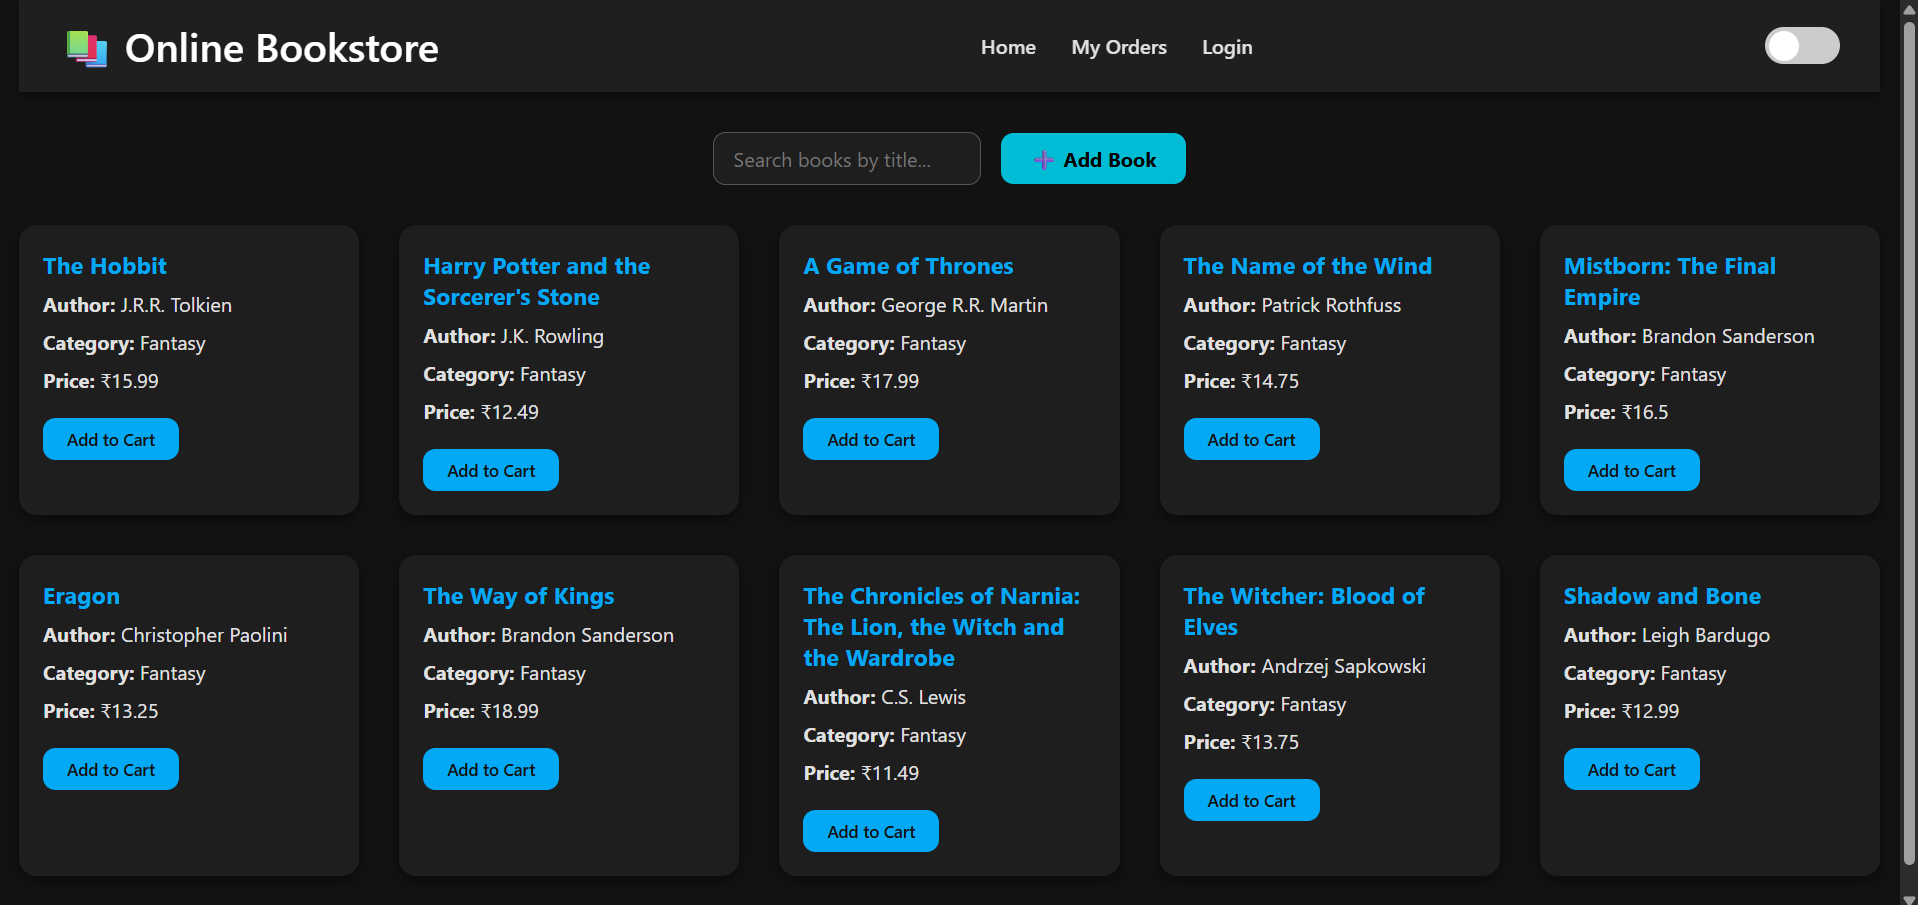 Online Bookstore
Home
My Orders
Login
Search books by title...
Add Book
The Hobbit
Author: J.R.R. Tolkien
Category: Fantasy
Price: ₹15.99
Add to Cart
Harry Potter and the
Sorcerer's Stone
Author: J.K. Rowling
Category: Fantasy
Price: ₹12.49
Add to Cart
A Game of Thrones
Author: George R.R. Martin
Category: Fantasy
Price: ₹17.99
Add to Cart
The Name of the Wind
Author: Patrick Rothfuss
Category: Fantasy
Price: ₹14.75
Add to Cart
Mistborn: The Final
Empire
Author: Brandon Sanderson
Category: Fantasy
Price: ₹16.5
Add to Cart
Eragon
Author: Christopher Paolini
Category: Fantasy
Price: ₹13.25
Add to Cart
The Way of Kings
Author: Brandon Sanderson
Category: Fantasy
Price: ₹18.99
Add to Cart
The Chronicles of Narnia:
The Lion, the Witch and
the Wardrobe
Author: C.S. Lewis
Category: Fantasy
Price: ₹11.49
Add to Cart
The Witcher: Blood of
Elves
Author: Andrzej Sapkowski
Category: Fantasy
Price: ₹13.75
Add to Cart
Shadow and Bone
Author: Leigh Bardugo
Category: Fantasy
Price: ₹12.99
Add to Cart